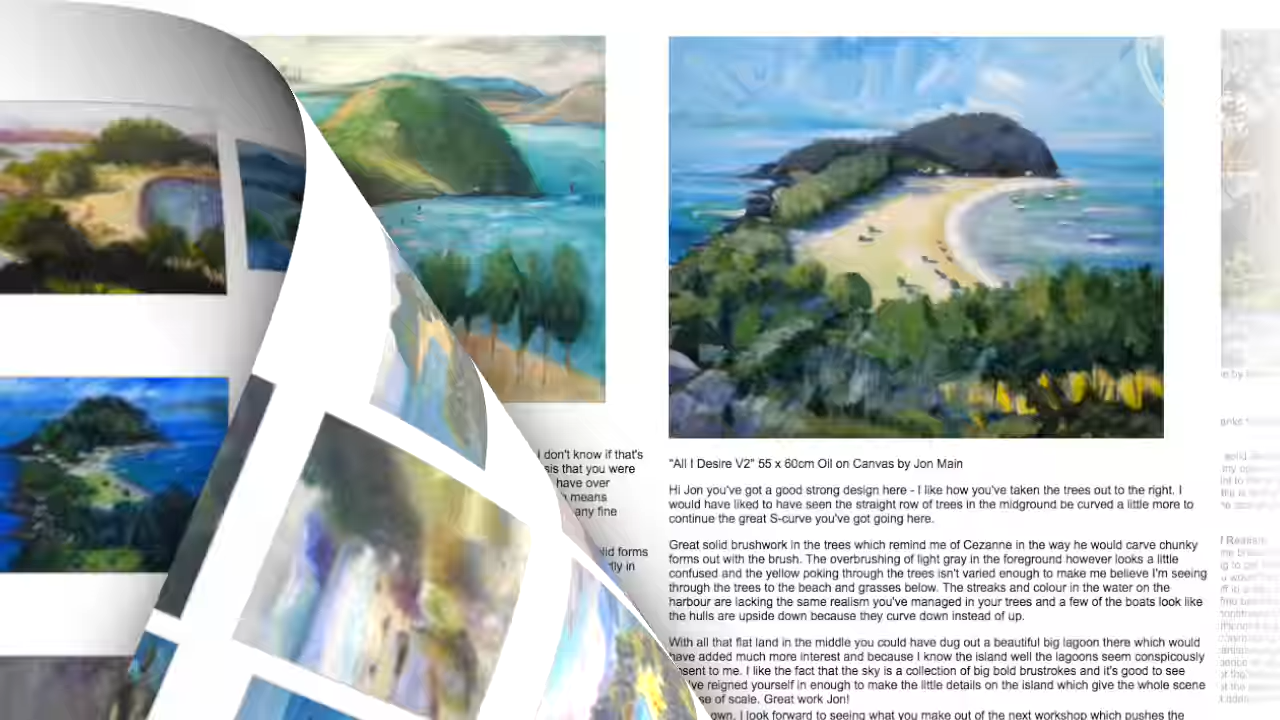 I don't know if that's
sis that you were
have over
means
any fine
lid forms
tly in
"All I Desire V2" 55 x 60cm Oil on Canvas by Jon Main
Hi Jon you've got a good strong design here - I like how you've taken the trees out to the right. I
would have liked to have seen the straight row of trees in the midground be curved a little more to
continue the great S-curve you've got going here.
Great solid brushwork in the trees which remind me of Cezanne in the way he would carve chunky
forms out with the brush. The overbrushing of light gray in the foreground however looks a little
confused and the yellow poking through the trees isn't varied enough to make me believe I'm seeing
through the trees to the beach and grasses below. The streaks and colour in the water on the
harbour are lacking the same realism you've managed in your trees and a few of the boats look like
the hulls are upside down because they curve down instead of up.
With all that flat land in the middle you could have dug out a beautiful big lagoon there which would
have added much more interest and because I know the island well the lagoons seem conspicously
sent to me. I like the fact that the sky is a collection of big bold brustrokes and it's good to see
've reigned yourself in enough to make the little details on the island which give the whole scene
se of scale. Great work Jon!
own. I look forward to seeing what you make out of the next workshop which pushes the